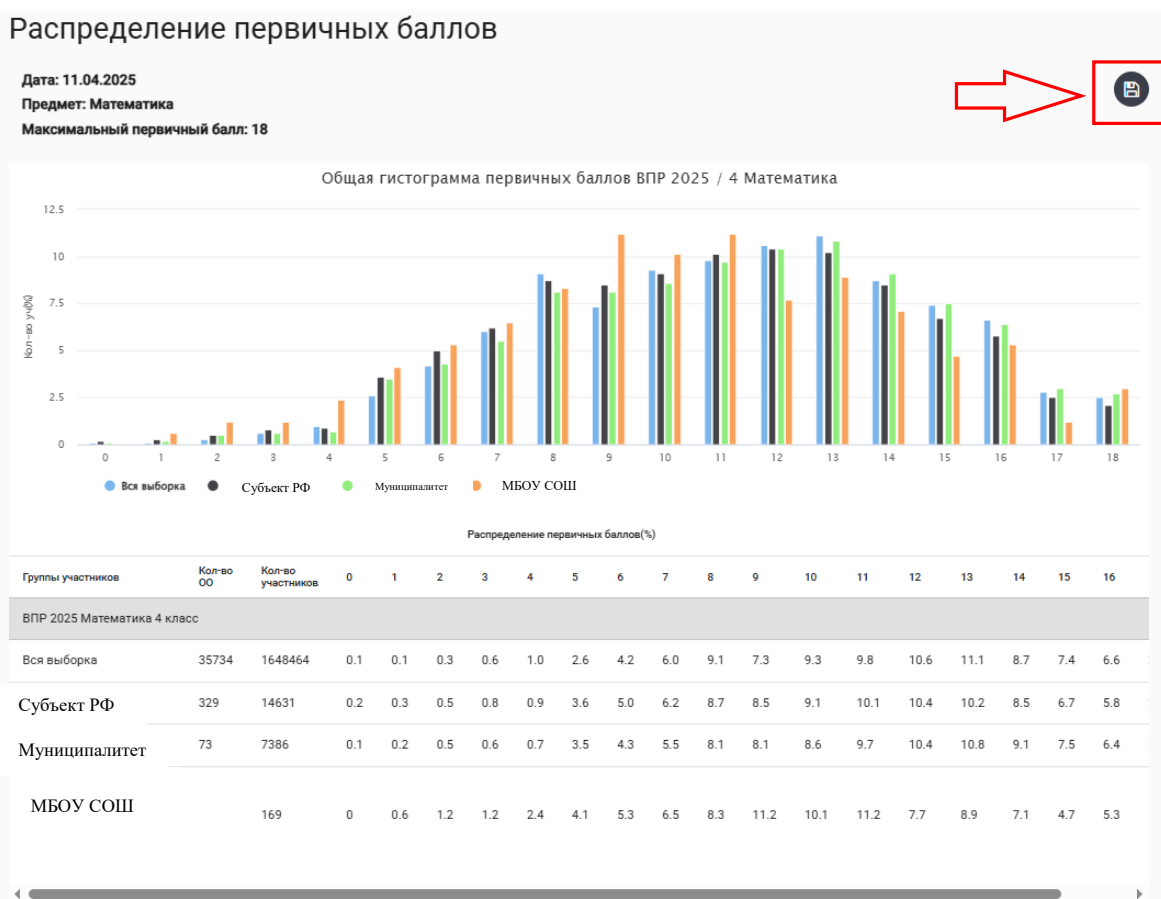 Распределение первичных баллов
Дата: 11.04.2025
Предмет: Математика
Максимальный первичный балл: 18
Общая гистограмма первичных баллов ВПР 2025 / 4 Математика
Кол-во уч(%)
12.5
10
7.5
5
2.5
0
0 1 2 3 4 5 6 7 8 9 10 11 12 13 14 15 16 17 18
Вся выборка Субъект РФ Муниципалитет МБОУ СОШ
Распределение первичных баллов(%)
Группы участников Кол-во ОО Кол-во участников 0 1 2 3 4 5 6 7 8 9 10 11 12 13 14 15 16
ВПР 2025 Математика 4 класс
Вся выборка 35734 1648464 0.1 0.1 0.3 0.6 1.0 2.6 4.2 6.0 9.1 7.3 9.3 9.8 10.6 11.1 8.7 7.4 6.6
Субъект РФ 329 14631 0.2 0.3 0.5 0.8 0.9 3.6 5.0 6.2 8.7 8.5 9.1 10.1 10.4 10.2 8.5 6.7 5.8
Муниципалитет 73 7386 0.1 0.2 0.5 0.6 0.7 3.5 4.3 5.5 8.1 8.1 8.6 9.7 10.4 10.8 9.1 7.5 6.4
МБОУ СОШ 169 0 0.6 1.2 1.2 2.4 4.1 5.3 6.5 8.3 11.2 10.1 11.2 7.7 8.9 7.1 4.7 5.3